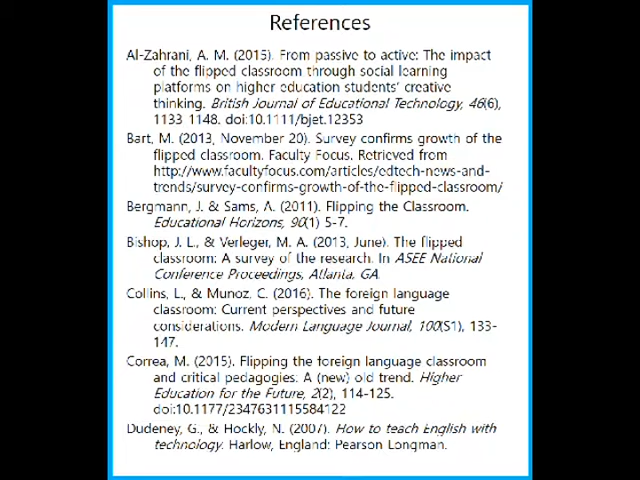 References
Al-Zahrani, A. M. (2015). From passive to active: The impact
of the flipped classroom through social learning
platforms on higher education students' creative
thinking. British Journal of Educational Technology, 46(6),
1133-1148. doi:10.1111/bjet.12353
Bart, M. (2013, November 20). Survey confirms growth of the
flipped classroom. Faculty Focus. Retrieved from
http://www.facultyfocus.com/articles/edtech-news-and-
trends/survey-confirms-growth-of-the-flipped-classroom/
Bergmann, J. & Sams, A. (2011). Flipping the Classroom.
Educational Horizons, 90(1) 5-7.
Bishop, J. L., & Verleger, M. A. (2013, June). The flipped
classroom: A survey of the research. In ASEE National
Conference Proceedings, Atlanta, GA.
Collins, L., & Munoz, C. (2016). The foreign language
classroom: Current perspectives and future
considerations. Modern Language Journal, 100(S1), 133-
147.
Correa, M. (2015). Flipping the foreign language classroom
and critical pedagogies: A (new) old trend. Higher
Education for the Future, 2(2), 114-125.
doi:10.1177/2347631115584122
Dudeney, G., & Hockly, N. (2007). How to teach English with
technology. Harlow, England: Pearson Longman.